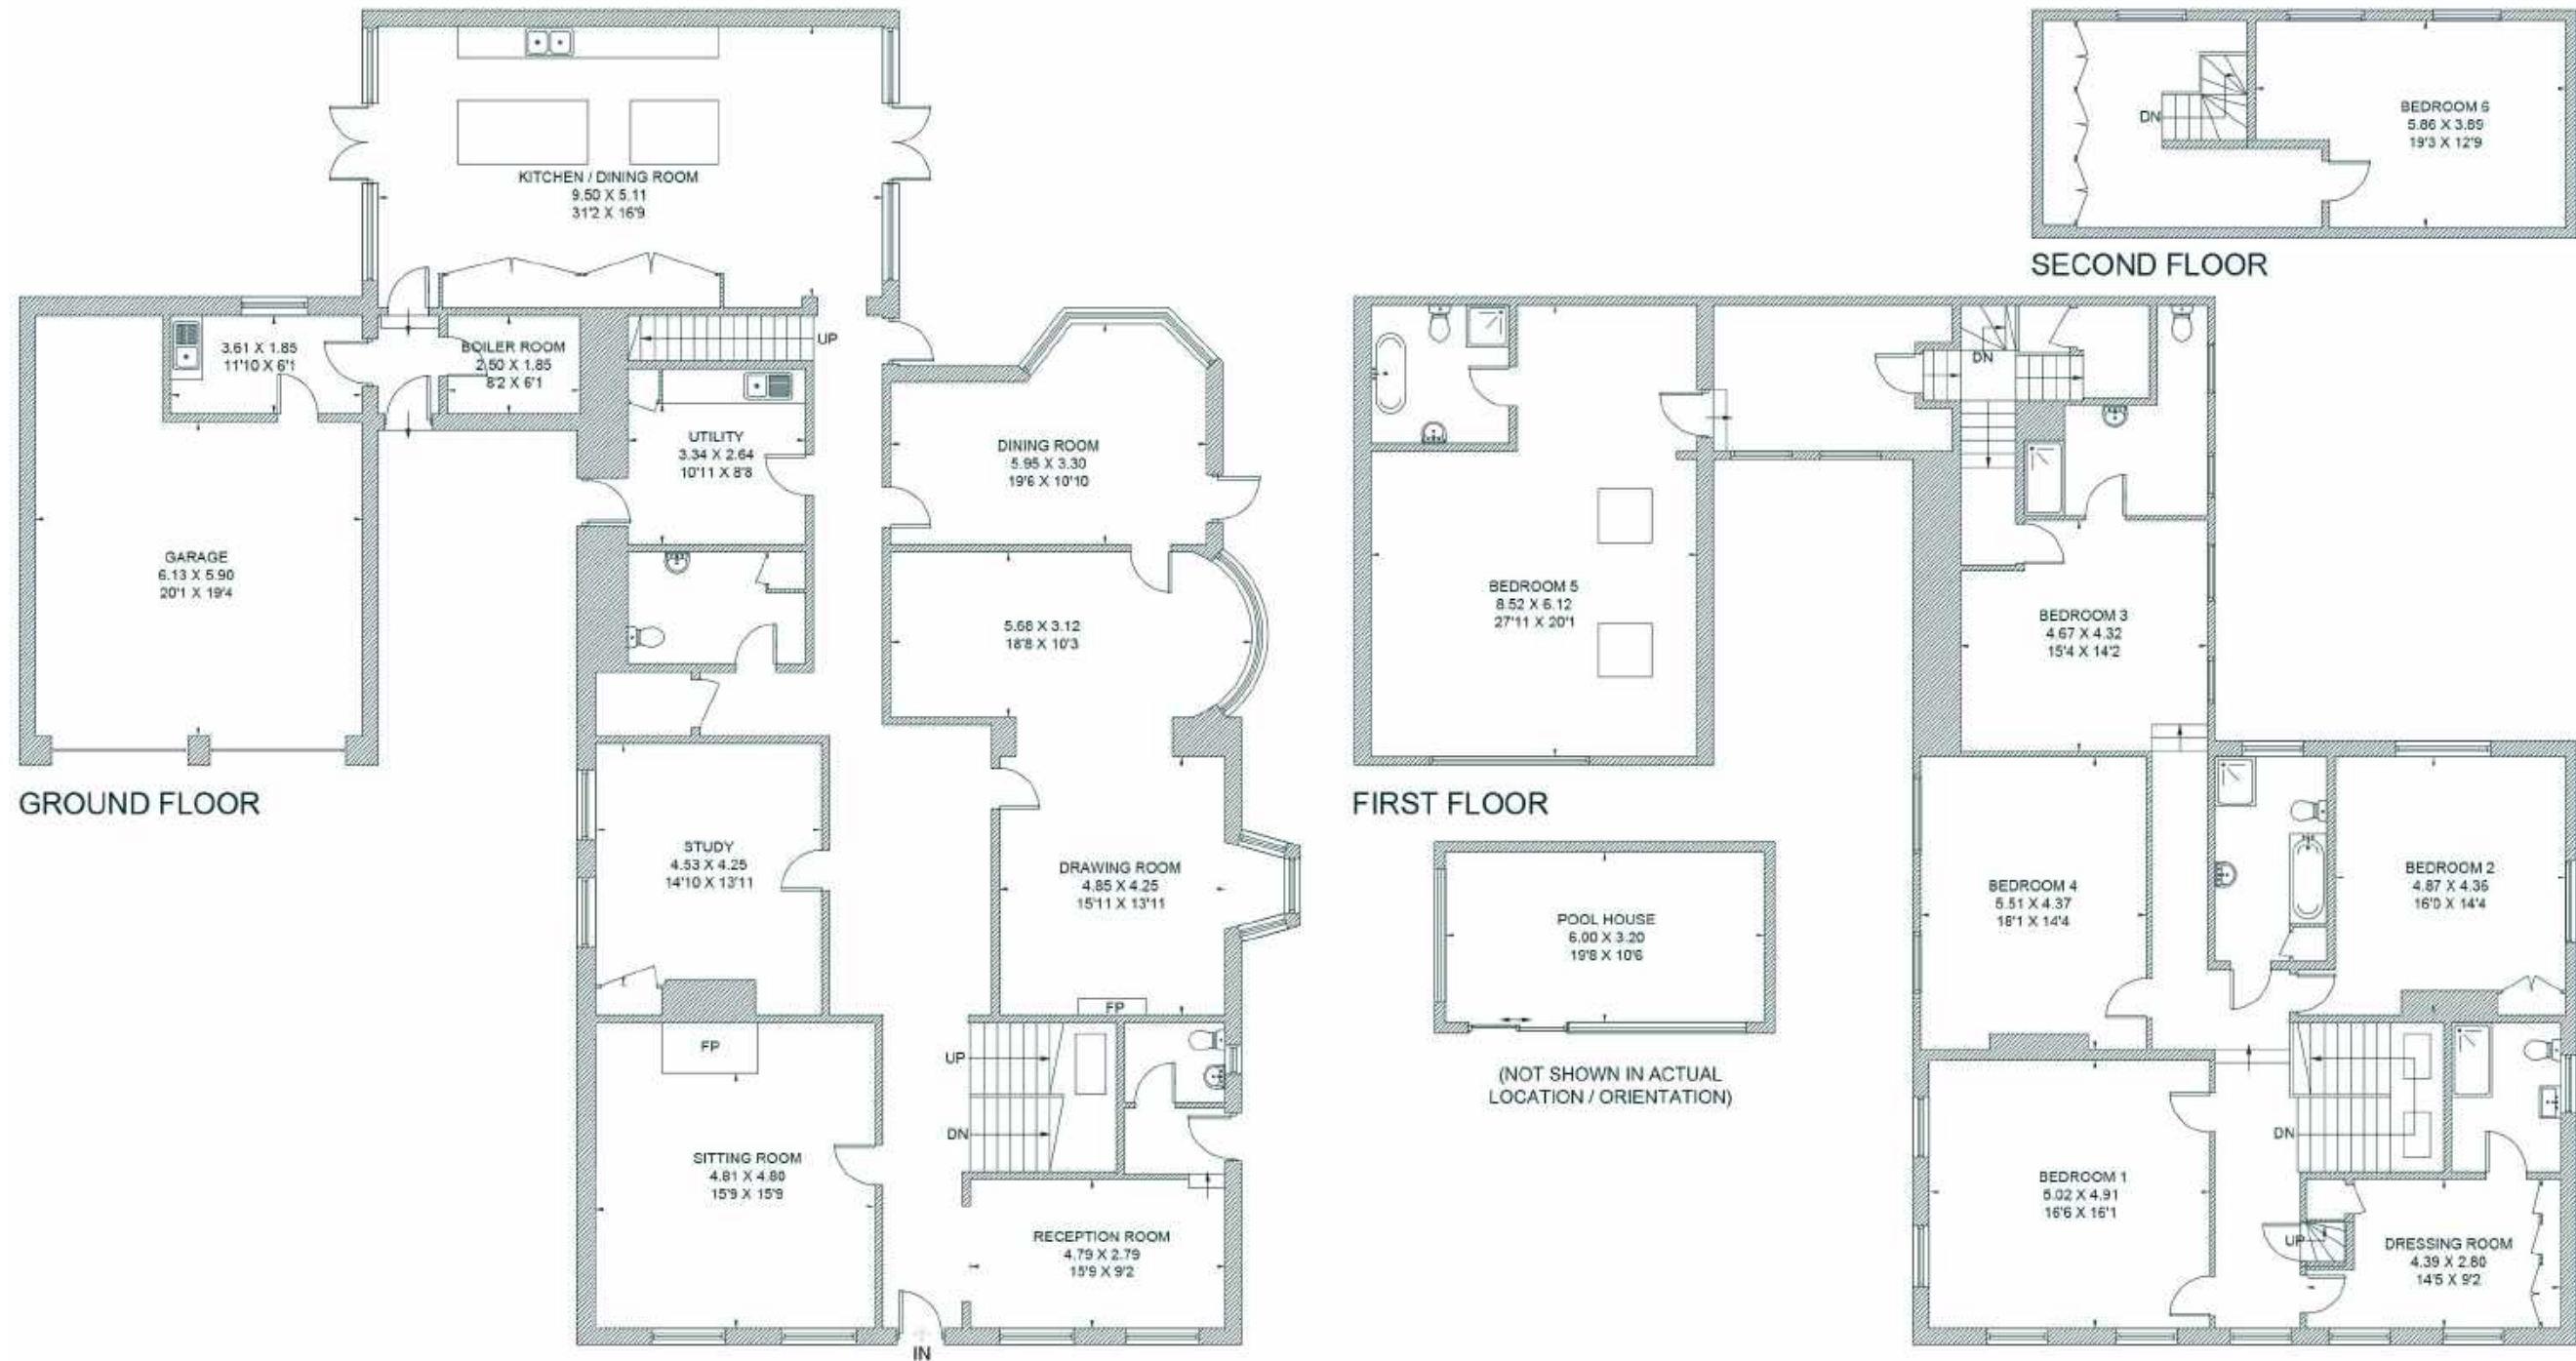 KITCHEN / DINING ROOM
9.50 X 5.11
31'2 X 16'9
3.61 X 1.85
11'10 X 6'1
BOILER ROOM
2.50 X 1.85
8'2 X 6'1
UP
UTILITY
3.34 X 2.64
10'11 X 8'8
DINING ROOM
5.95 X 3.30
19'6 X 10'10
GARAGE
6.13 X 5.90
20'1 X 19'4
5.68 X 3.12
18'8 X 10'3
GROUND FLOOR
STUDY
4.53 X 4.25
14'10 X 13'11
DRAWING ROOM
4.85 X 4.25
15'11 X 13'11
FP
FP
UP
DN
SITTING ROOM
4.81 X 4.80
15'9 X 15'9
RECEPTION ROOM
4.79 X 2.79
15'9 X 9'2
IN
DN
BEDROOM 6
5.86 X 3.89
19'3 X 12'9
SECOND FLOOR
DN
BEDROOM 5
8.52 X 6.12
27'11 X 20'1
BEDROOM 3
4.67 X 4.32
15'4 X 14'2
FIRST FLOOR
BEDROOM 4
5.51 X 4.37
18'1 X 14'4
BEDROOM 2
4.87 X 4.36
16'0 X 14'4
POOL HOUSE
6.00 X 3.20
19'8 X 10'6
(NOT SHOWN IN ACTUAL
LOCATION / ORIENTATION)
DN
BEDROOM 1
5.02 X 4.91
16'6 X 16'1
UP
DRESSING ROOM
4.39 X 2.80
14'5 X 9'2